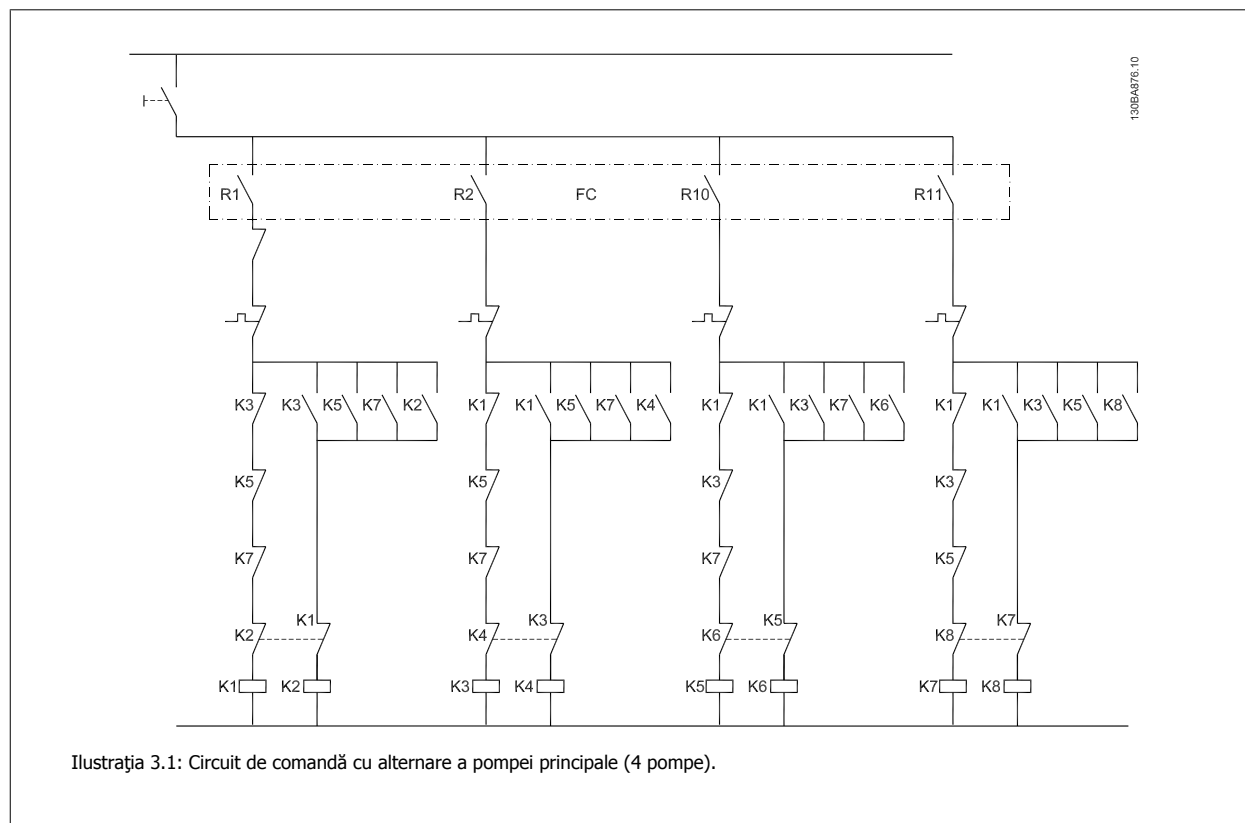 130BA876.10
R1 R2 FC R10 R11
K3 K3 K5 K7 K2 K1 K1 K5 K7 K4 K1 K1 K3 K7 K6 K1 K1 K3 K5 K8
K5 K5 K3 K3
K7 K7 K7 K5
K2 K1 K4 K3 K6 K5 K8 K7
K1 K2 K3 K4 K5 K6 K7 K8
Ilustraţia 3.1: Circuit de comandă cu alternare a pompei principale (4 pompe).